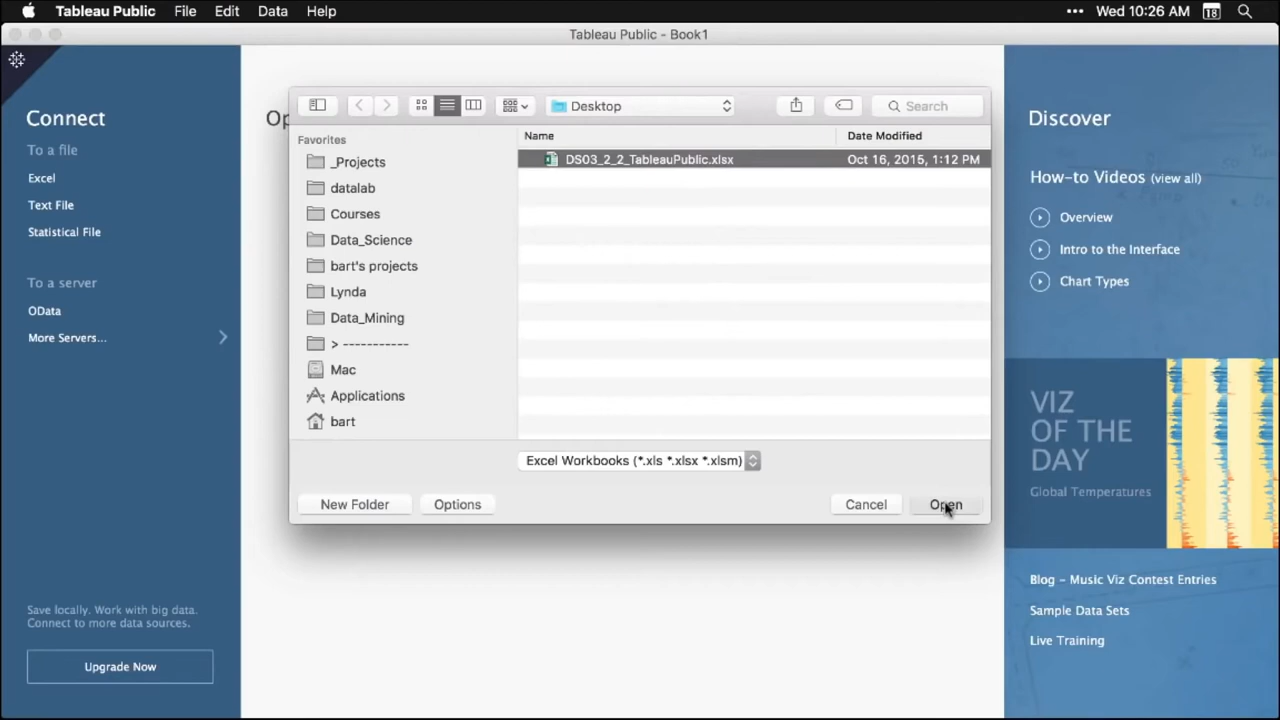 Tableau Public File Edit Data Help
••• Wed 10:26 AM 18
Tableau Public - Book1
Connect
To a file
Excel
Text File
Statistical File
To a server
OData
More Servers...
Save locally. Work with big data.
Connect to more data sources.
Upgrade Now
Op
Desktop
Search
Favorites
_Projects
datalab
Courses
Data_Science
bart's projects
Lynda
Data_Mining
> -----------
Mac
Applications
bart
Name Date Modified
DS03_2_2_TableauPublic.xlsx Oct 16, 2015, 1:12 PM
Excel Workbooks (*.xls *.xlsx *.xlsm)
New Folder Options Cancel Open
Discover
How-to Videos (view all)
Overview
Intro to the Interface
Chart Types
VIZ
OF THE
DAY
Global Temperatures
Blog – Music Viz Contest Entries
Sample Data Sets
Live Training